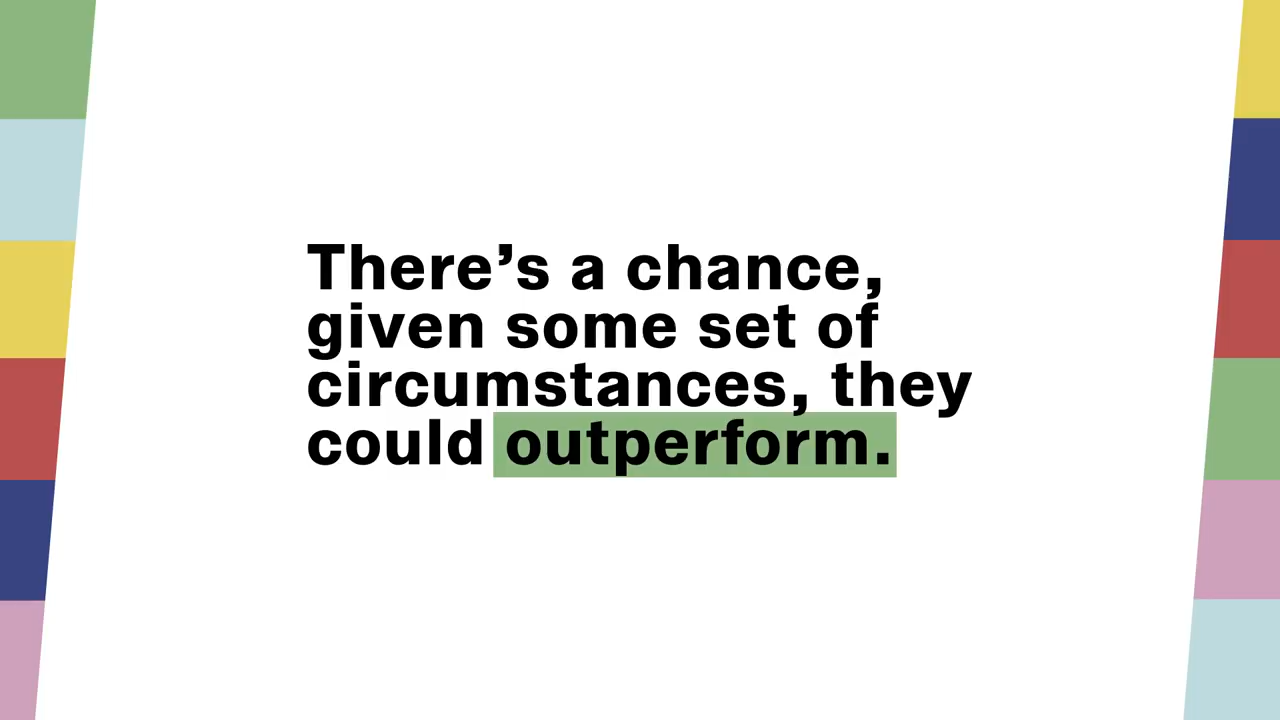 There’s a chance,
given some set of
circumstances, they
could outperform.